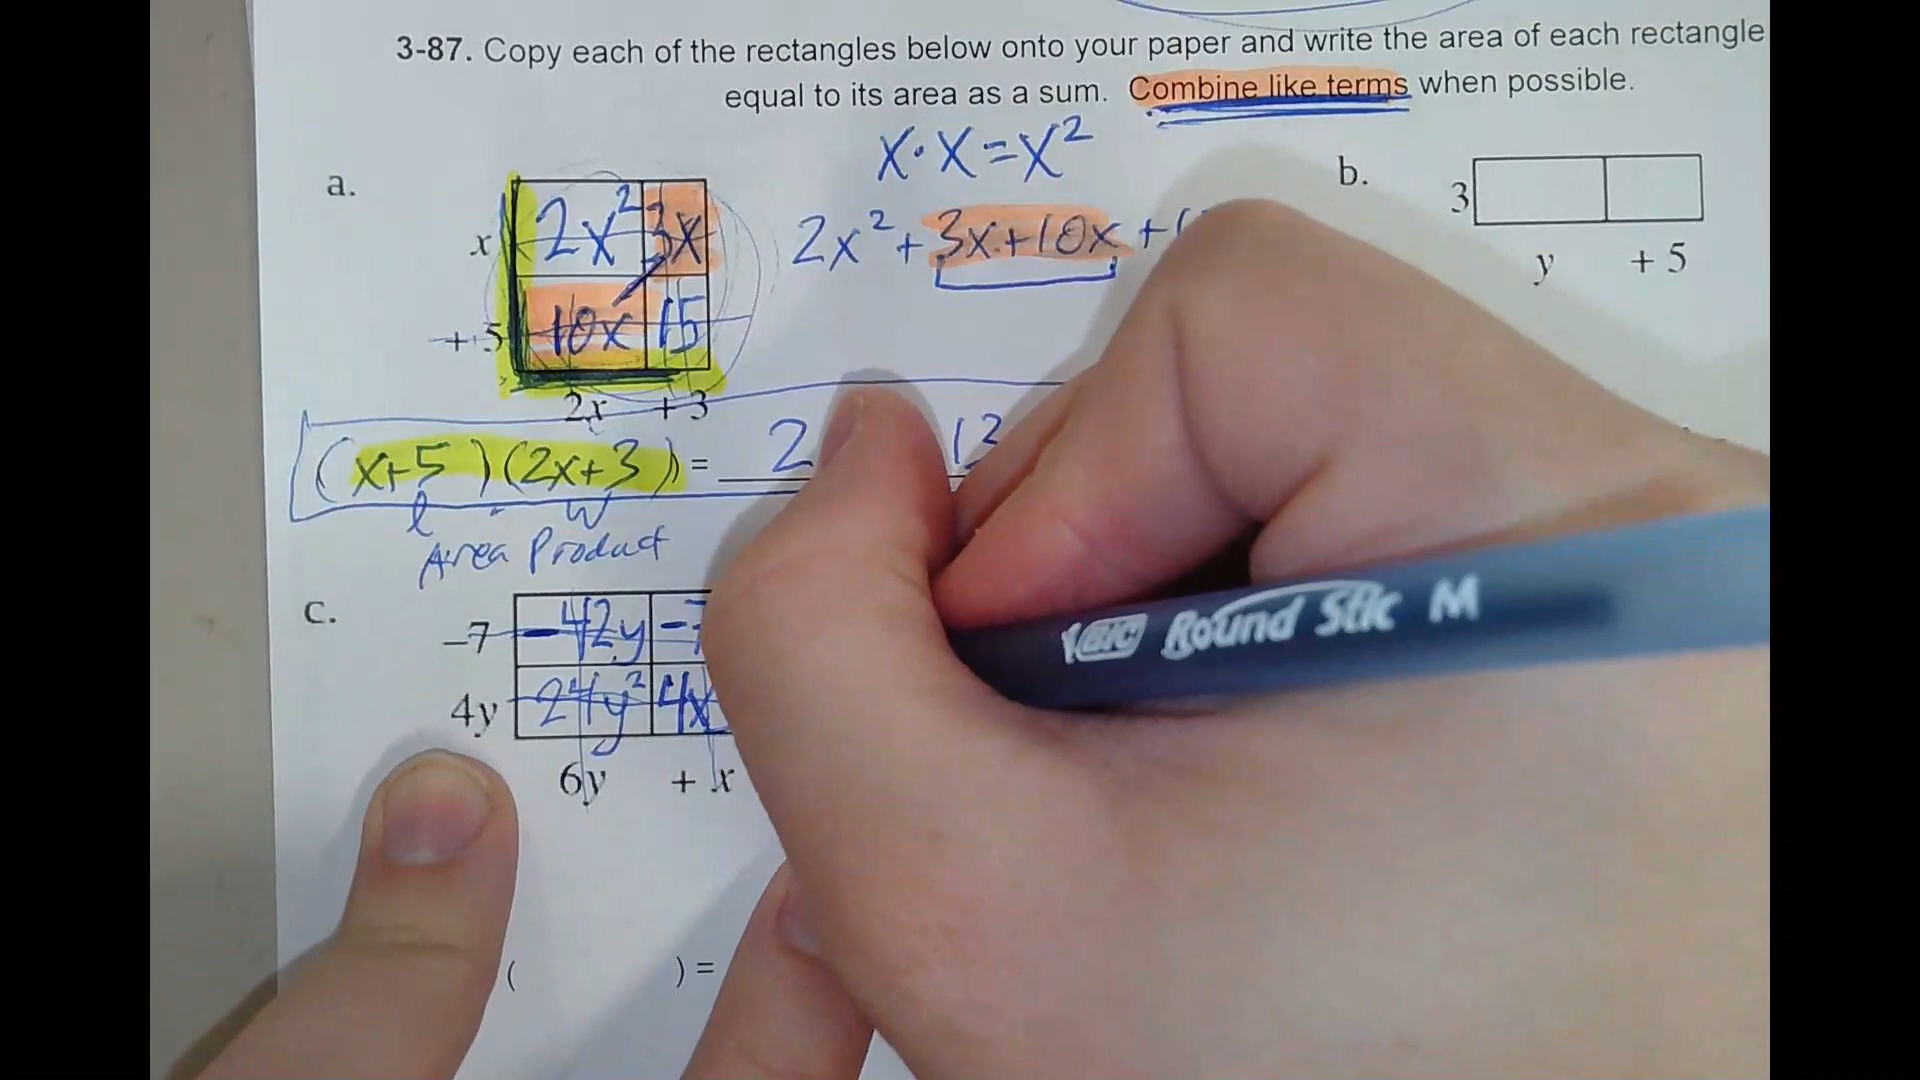 3-87. Copy each of the rectangles below onto your paper and write the area of each rectangle
equal to its area as a sum. Combine like terms when possible.
x·x=x²
a.
b.
x
2x²
3x
2x²+3x+10x+
3
+5
10x
15
y
+ 5
2x
+ 3
(x+5)(2x+3) = 2
l
w
Area Product
c.
–7
-42y
4y
24y²
4x
6y
+ x
( ) =
BIC Round Stic M